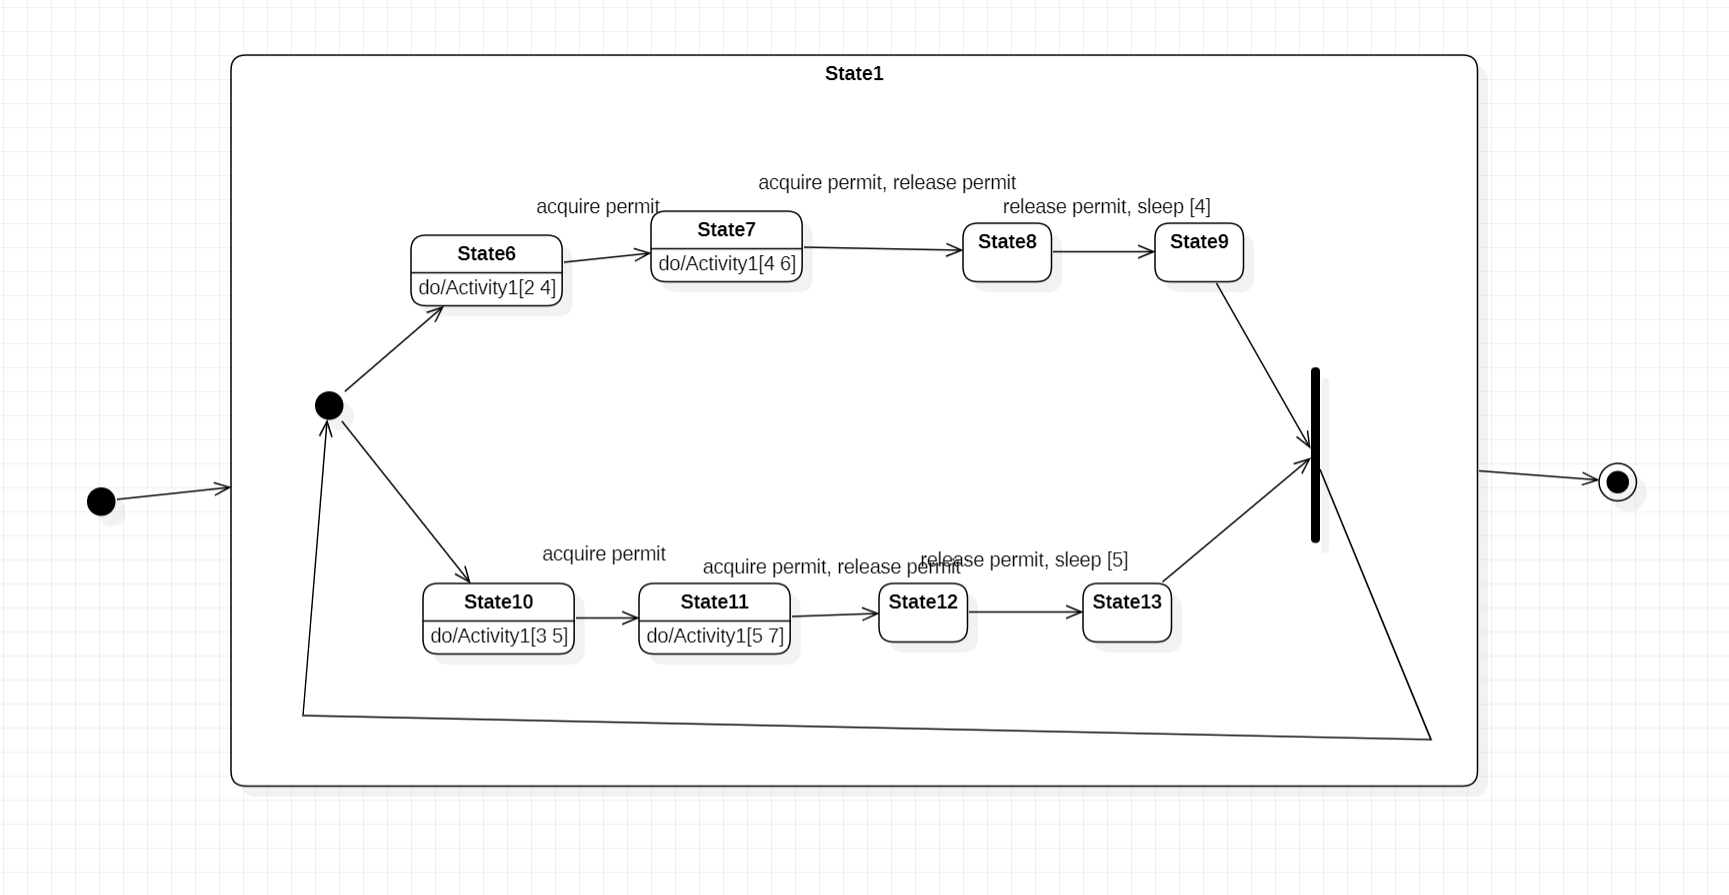 State1
acquire permit, release permit
acquire permit
release permit, sleep [4]
State7
do/Activity1[4 6]
State8
State9
State6
do/Activity1[2 4]
acquire permit
acquire permit, release permit
release permit, sleep [5]
State10
do/Activity1[3 5]
State11
do/Activity1[5 7]
State12
State13